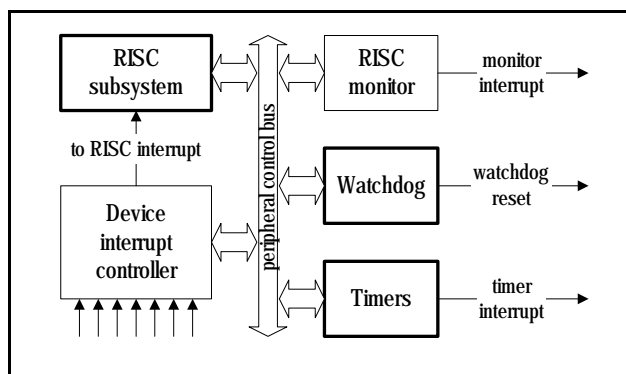 RISC
subsystem
RISC
monitor
monitor
interrupt
to RISC interrupt
peripheral control bus
Watchdog
watchdog
reset
Device
interrupt
controller
Timers
timer
interrupt